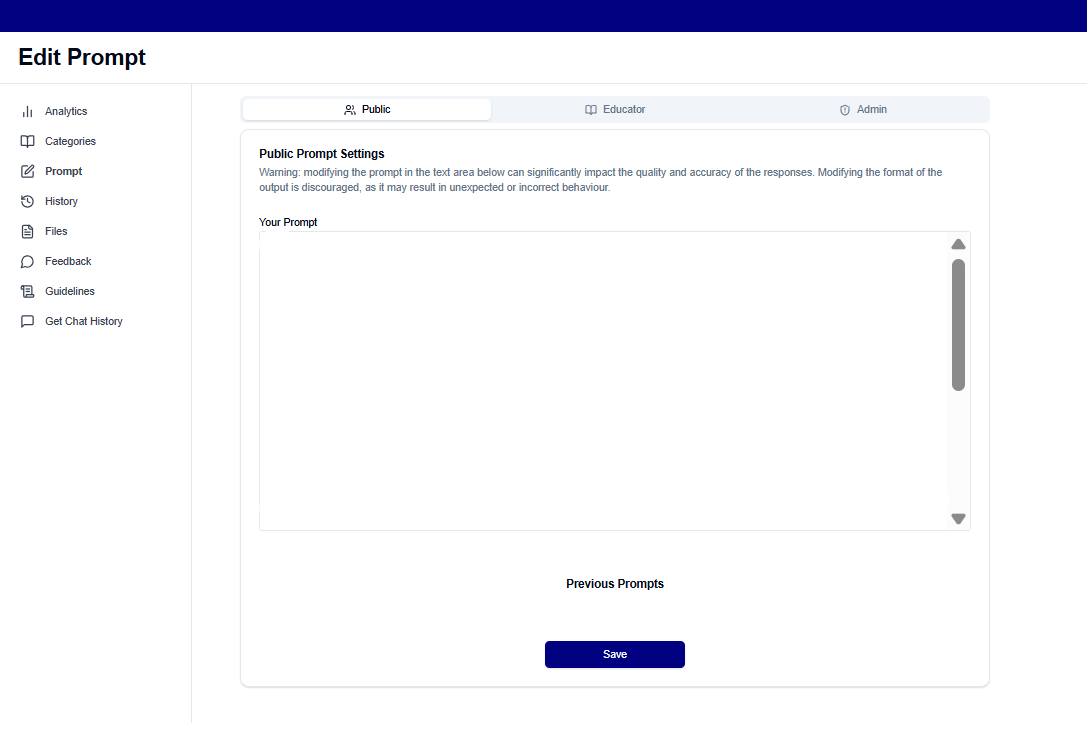 Edit Prompt
Analytics
Categories
Prompt
History
Files
Feedback
Guidelines
Get Chat History
Public
Educator
Admin
Public Prompt Settings
Warning: modifying the prompt in the text area below can significantly impact the quality and accuracy of the responses. Modifying the format of the
output is discouraged, as it may result in unexpected or incorrect behaviour.
Your Prompt
Previous Prompts
Save